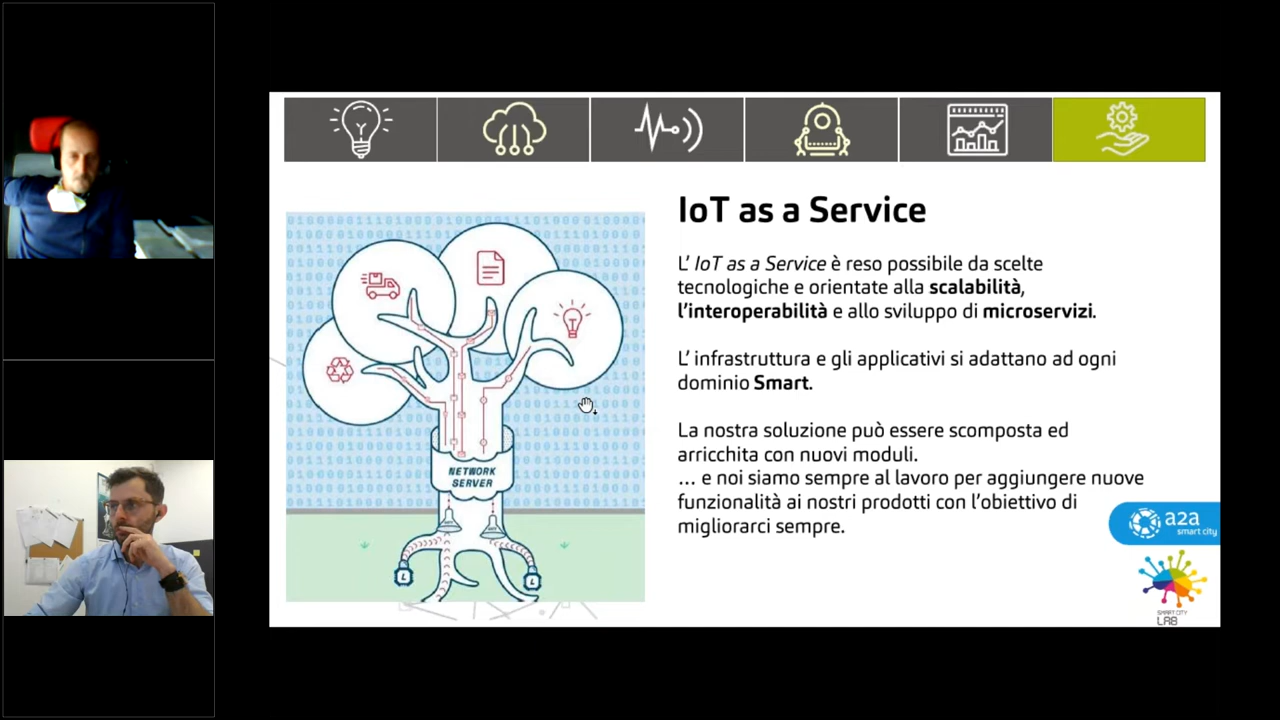 IoT as a Service
L' IoT as a Service è reso possibile da scelte
tecnologiche e orientate alla scalabilità,
l'interoperabilità e allo sviluppo di microservizi.
L' infrastruttura e gli applicativi si adattano ad ogni
dominio Smart.
La nostra soluzione può essere scomposta ed
arricchita con nuovi moduli.
... e noi siamo sempre al lavoro per aggiungere nuove
funzionalità ai nostri prodotti con l'obiettivo di
migliorarci sempre.
NETWORK
SERVER
L
L
a2a
smart city
SMART CITY
LAB